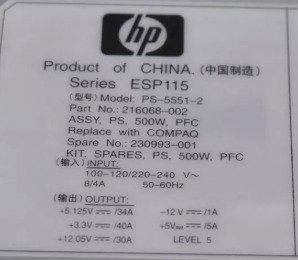 hp
Product of CHINA. (中国制造)
Series ESP115
(型号) Model: PS-5551-2
Part No.: 216068-002
ASSY, PS, 500W, PFC
Replace with COMPAQ
Spare No.: 230993-001
KIT, SPARES, PS, 500W, PFC
(输入) INPUT:
100-120/220-240 V~
8/4A 50-60Hz
(输出) OUTPUT:
+5.125V ⎓ /34A -12 V ⎓ /1A
+3.3V ⎓ /40A +5Vaux ⎓ /5A
+12.05V ⎓ /30A LEVEL 5